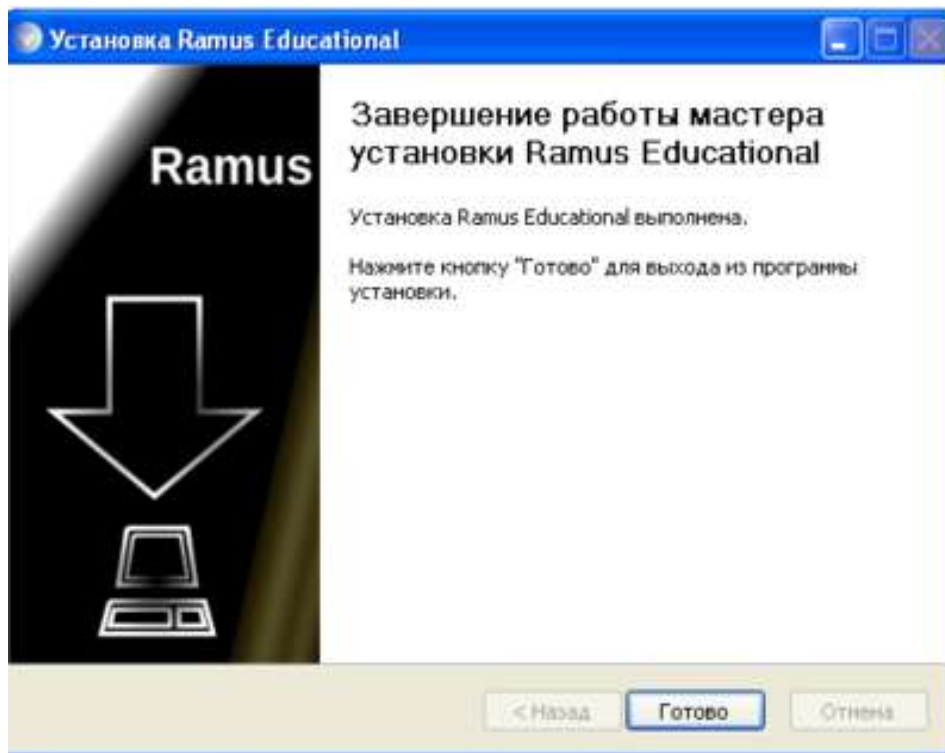 Установка Ramus Educational
Ramus
Завершение работы мастера
установки Ramus Educational
Установка Ramus Educational выполнена.
Нажмите кнопку "Готово" для выхода из программы
установки.
< Назад
Готово
Отмена